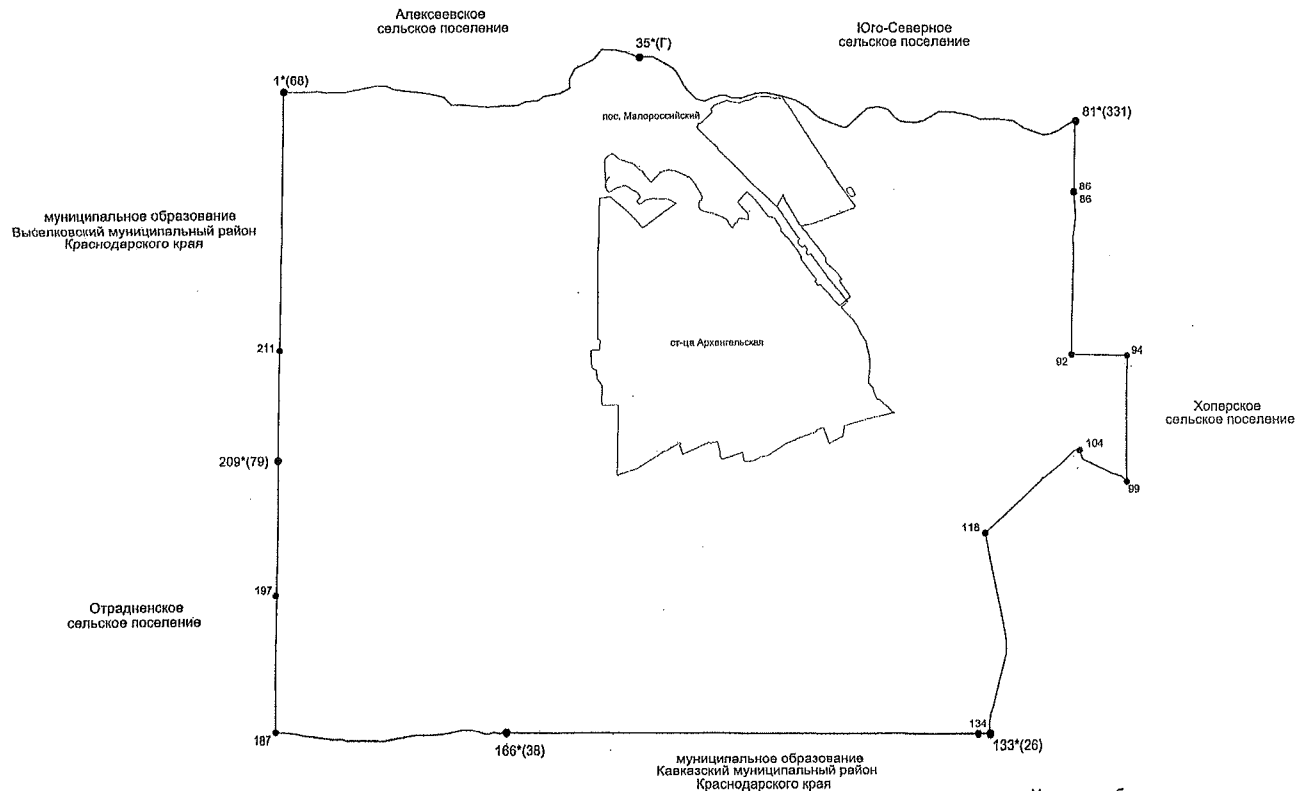 Алексеевское
сельское поселение
Юго-Северное
сельское поселение
35*(Г)
1*(68)
пос. Малороссийский
81*(331)
86
86
муниципальное образование
Выселковский муниципальный район
Краснодарского края
211
ст-ца Архангельская
92
94
Хоперское
сельское поселение
104
209*(79)
99
118
197
Отрадненское
сельское поселение
187
166*(38)
134
133*(26)
муниципальное образование
Кавказский муниципальный район
Краснодарского края